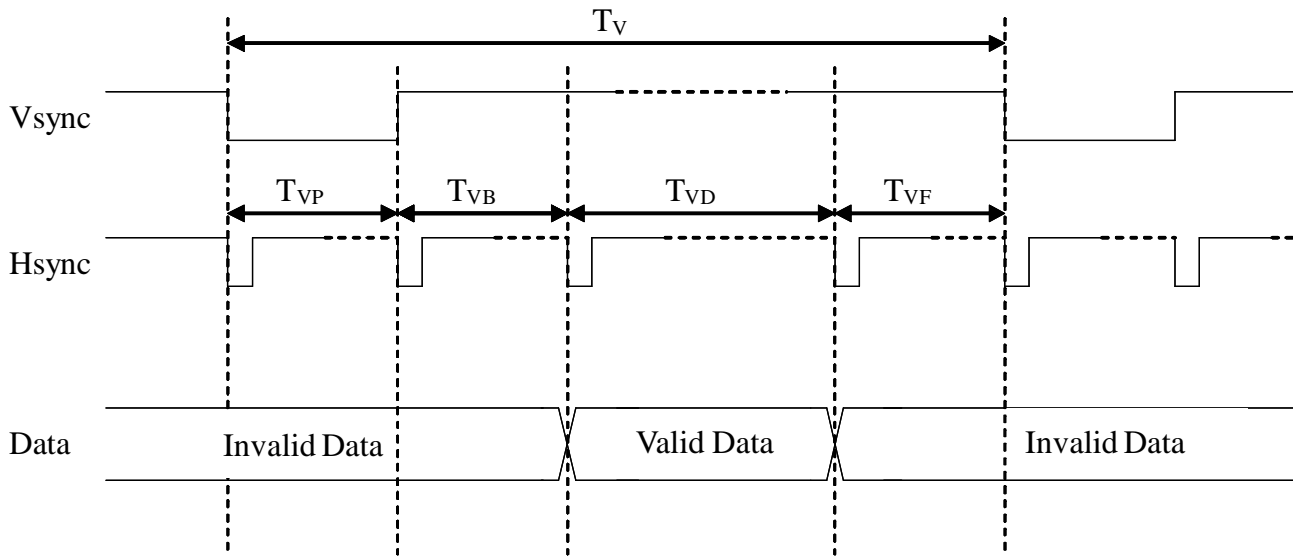 TV
Vsync
TVP TVB TVD TVF
Hsync
Data Invalid Data Valid Data Invalid Data